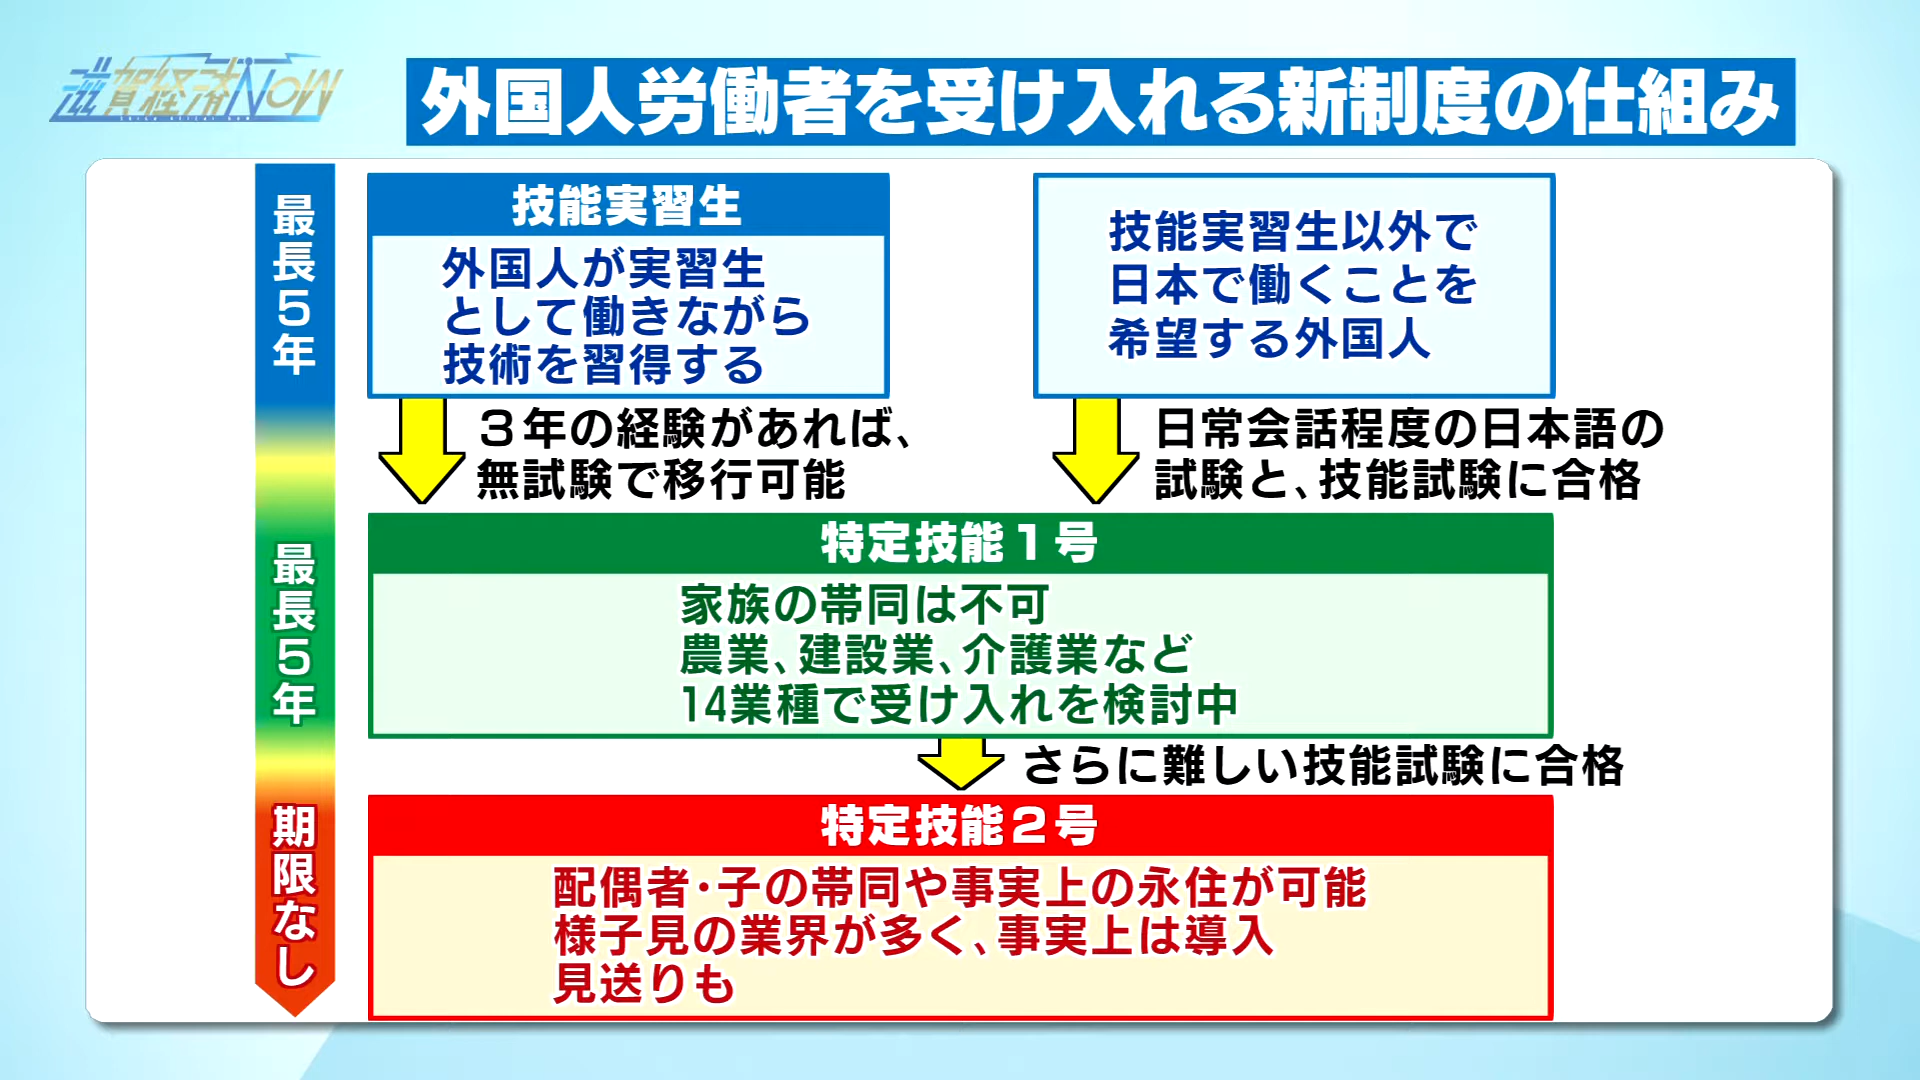 滋賀経済NOW
外国人労働者を受け入れる新制度の仕組み
最長5年
技能実習生
外国人が実習生
として働きながら
技術を習得する
技能実習生以外で
日本で働くことを
希望する外国人
３年の経験があれば、
無試験で移行可能
日常会話程度の日本語の
試験と、技能試験に合格
最長5年
特定技能１号
家族の帯同は不可
農業、建設業、介護業など
14業種で受け入れを検討中
さらに難しい技能試験に合格
期限なし
特定技能２号
配偶者・子の帯同や事実上の永住が可能
様子見の業界が多く、事実上は導入
見送りも